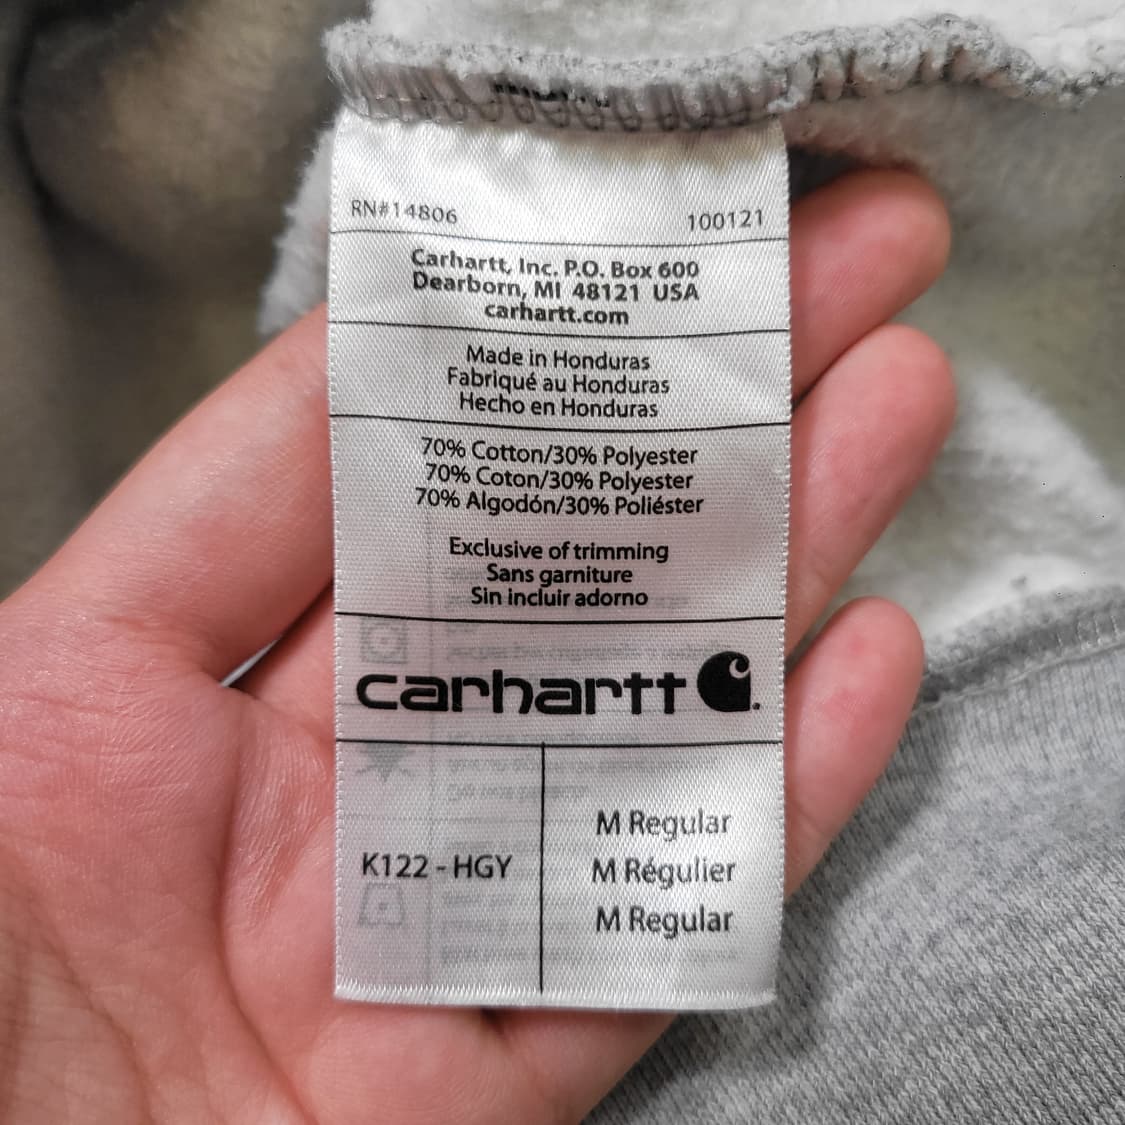 RN#14806 100121
Carhartt, Inc. P.O. Box 600
Dearborn, MI 48121 USA
carhartt.com
Made in Honduras
Fabriqué au Honduras
Hecho en Honduras
70% Cotton/30% Polyester
70% Coton/30% Polyester
70% Algodón/30% Poliéster
Exclusive of trimming
Sans garniture
Sin incluir adorno
carhartt
K122 - HGY
M Regular
M Régulier
M Regular